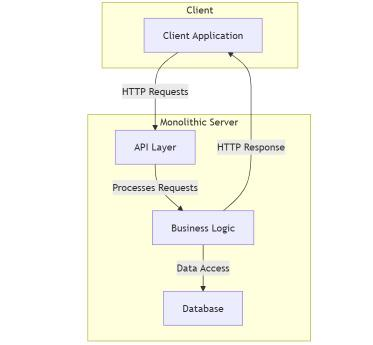 Client
Client Application
HTTP Requests
Monolithic Server
API Layer
HTTP Response
Processes Requests
Business Logic
Data Access
Database